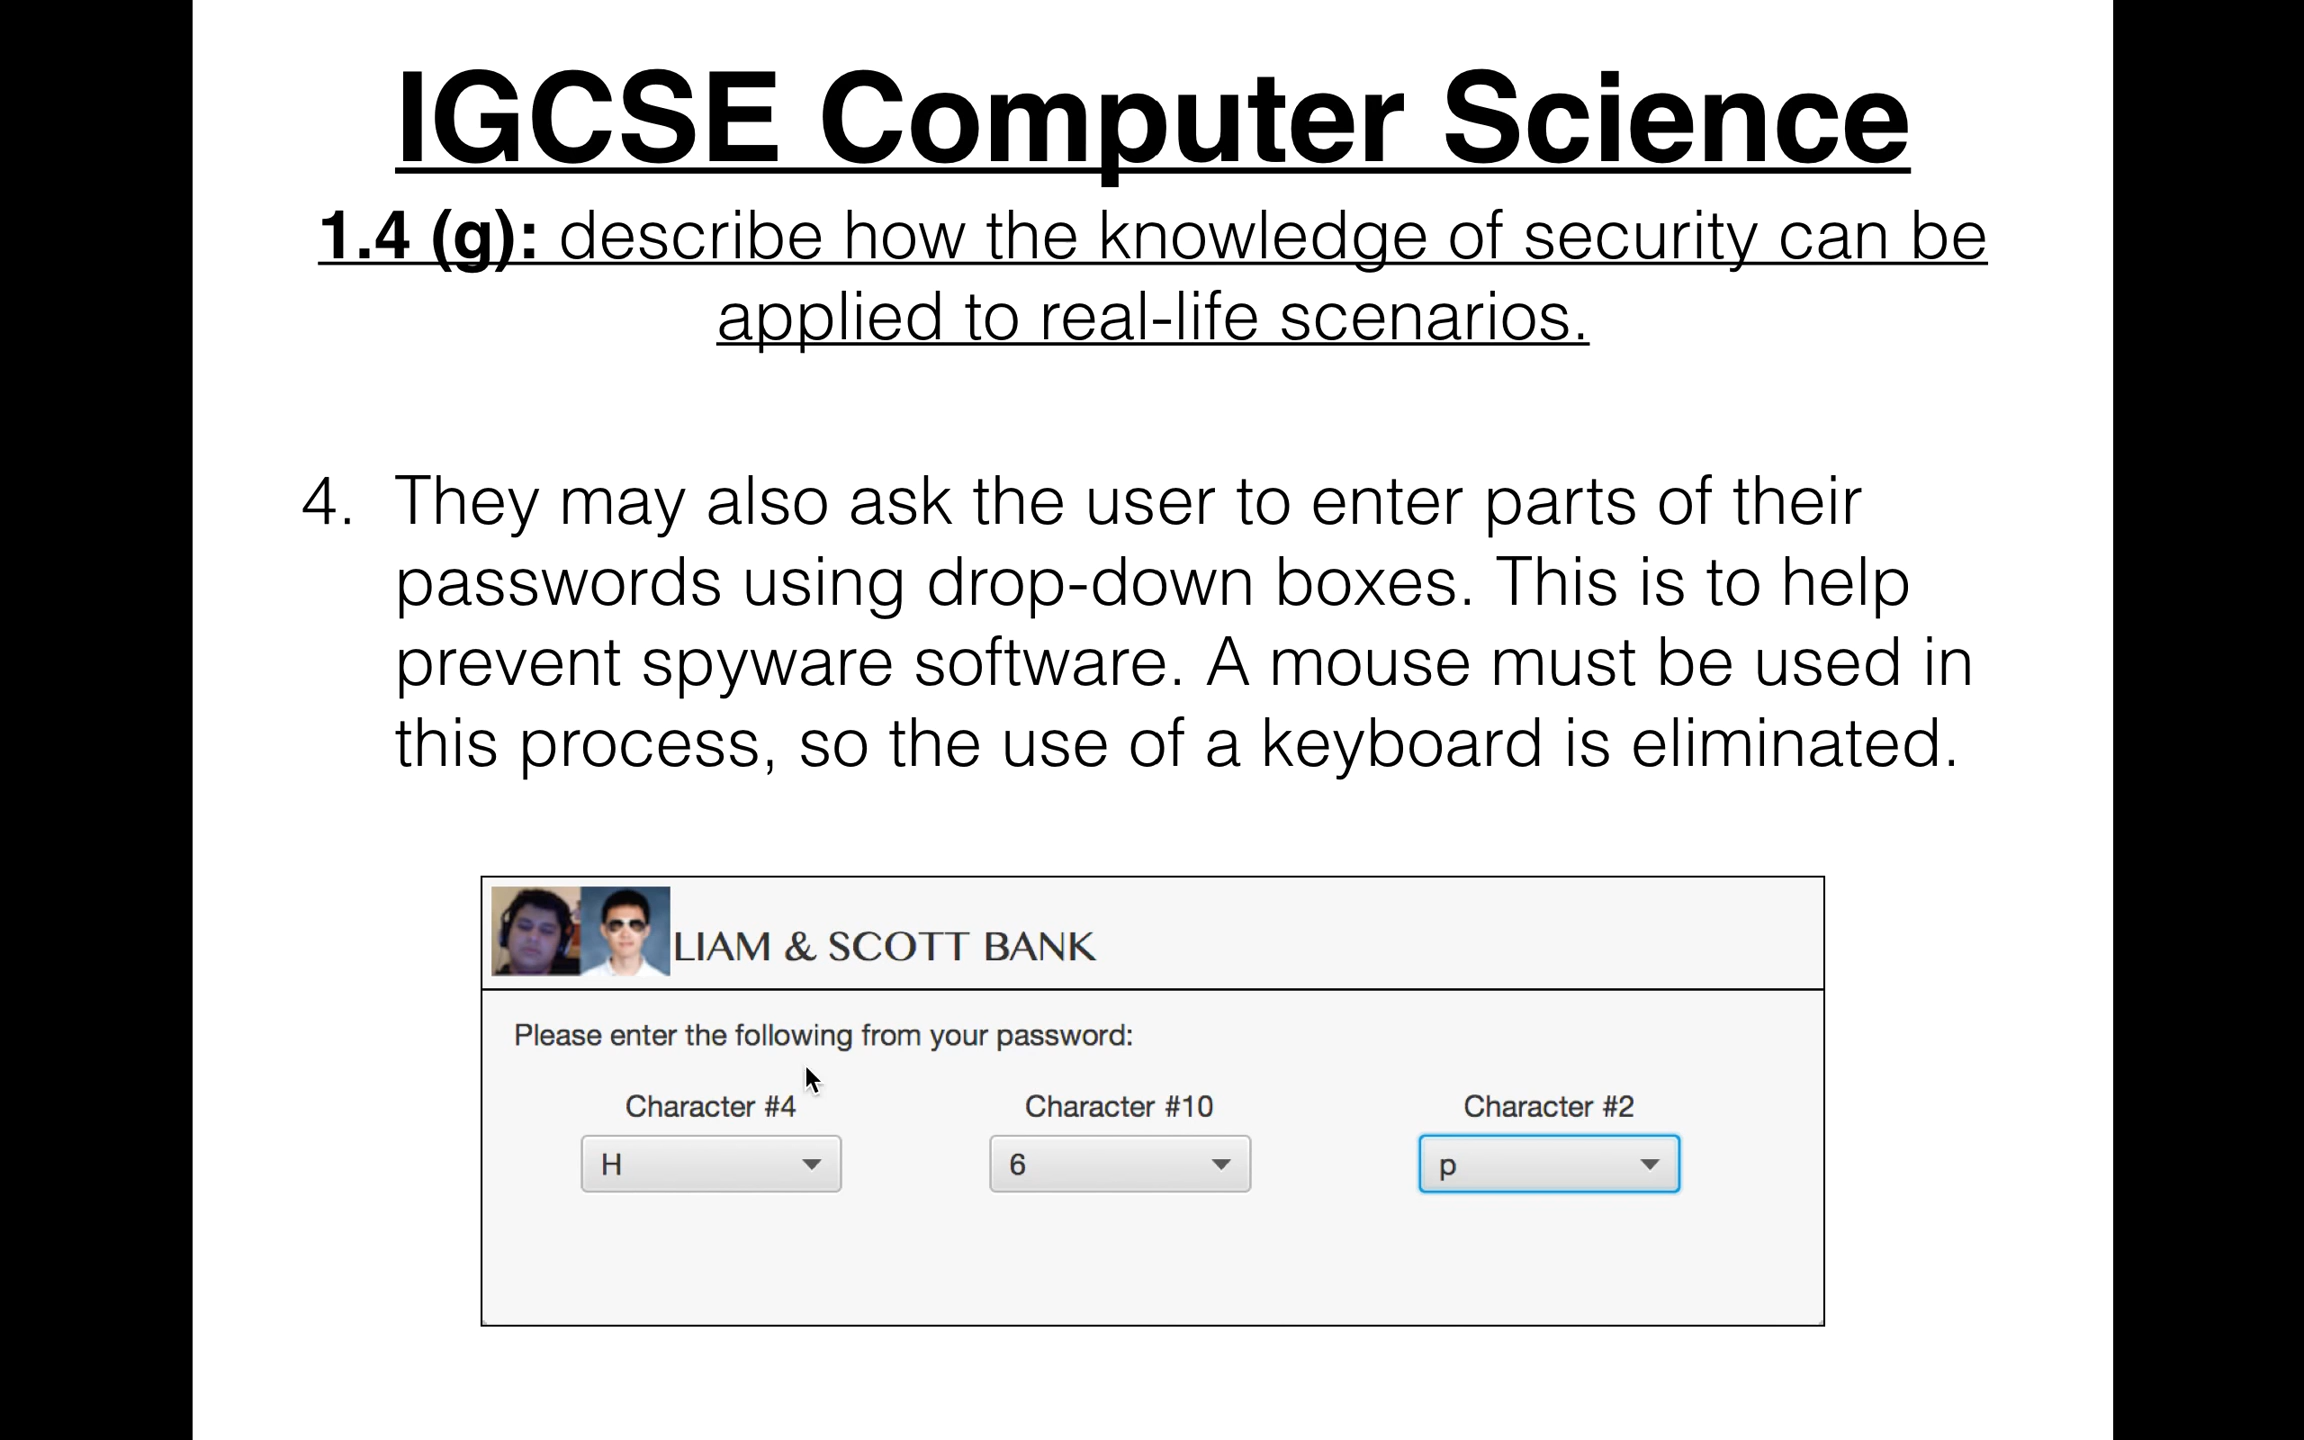 IGCSE Computer Science
1.4 (g): describe how the knowledge of security can be
applied to real-life scenarios.
4. They may also ask the user to enter parts of their
passwords using drop-down boxes. This is to help
prevent spyware software. A mouse must be used in
this process, so the use of a keyboard is eliminated.
LIAM & SCOTT BANK
Please enter the following from your password:
Character #4 Character #10 Character #2
H 6 p